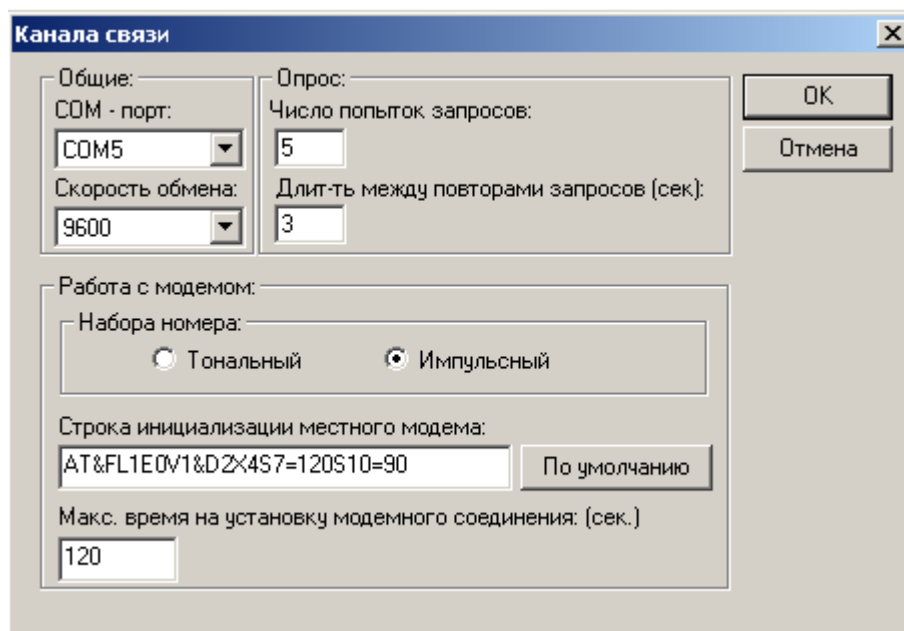 Канала связи
Общие:
COM - порт:
COM5
Скорость обмена:
9600
Опрос:
Число попыток запросов:
5
Длит-ть между повторами запросов (сек):
3
OK
Отмена
Работа с модемом:
Набора номера:
Тональный
Импульсный
Строка инициализации местного модема:
AT&FL1E0V1&D2X4S7=120S10=90
По умолчанию
Макс. время на установку модемного соединения: (сек.)
120